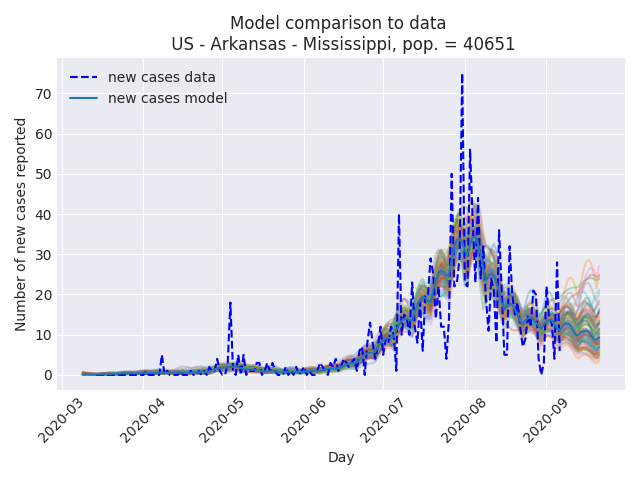 Model comparison to data
US - Arkansas - Mississippi, pop. = 40651
new cases data
new cases model
Number of new cases reported
70
60
50
40
30
20
10
0
2020-03
2020-04
2020-05
2020-06
2020-07
2020-08
2020-09
Day